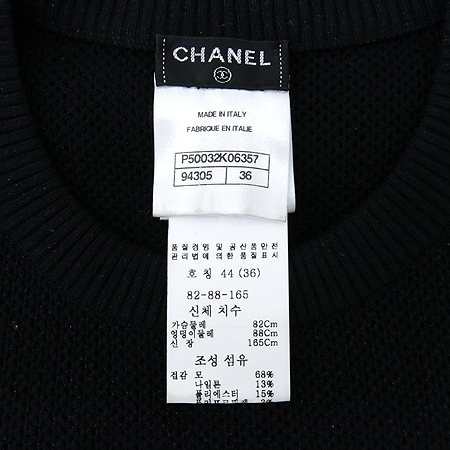 CHANEL
MADE IN ITALY
FABRIQUE EN ITALIE
P50032K06357
94305 36
품질경영 및 공산품안전
관리법에 의한 품질표시
호 칭 44 (36)
82-88-165
신체 치수
가슴둘레 82Cm
엉덩이둘레 88Cm
신 장 165Cm
조성 섬유
겉감 모 68%
나일론 13%
폴리에스터 15%